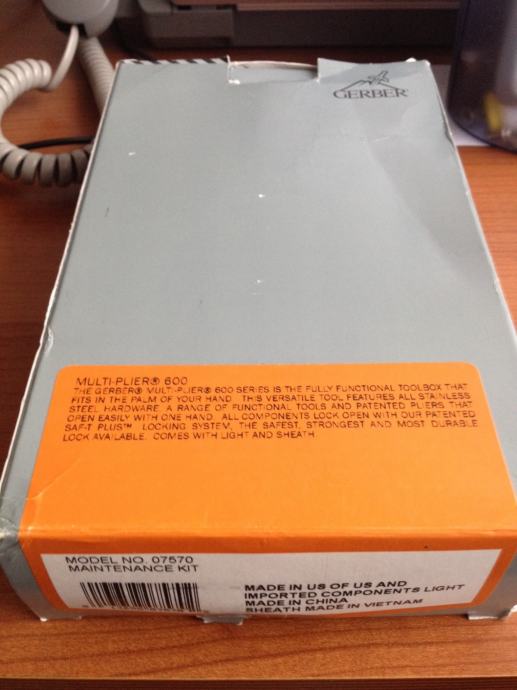 GERBER
MULTI-PLIER® 600
THE GERBER® MULTI-PLIER® 600 SERIES IS THE FULLY FUNCTIONAL TOOLBOX THAT
FITS IN THE PALM OF YOUR HAND. THIS VERSATILE TOOL FEATURES ALL STAINLESS
STEEL HARDWARE, A RANGE OF FUNCTIONAL TOOLS AND PATENTED PLIERS THAT
OPEN EASILY WITH ONE HAND. ALL COMPONENTS LOCK OPEN WITH OUR PATENTED
SAF-T PLUS™ LOCKING SYSTEM, THE SAFEST, STRONGEST AND MOST DURABLE
LOCK AVAILABLE. COMES WITH LIGHT AND SHEATH
MODEL NO. 07570
MAINTENANCE KIT
MADE IN US OF US AND
IMPORTED COMPONENTS LIGHT
MADE IN CHINA
SHEATH MADE IN VIETNAM